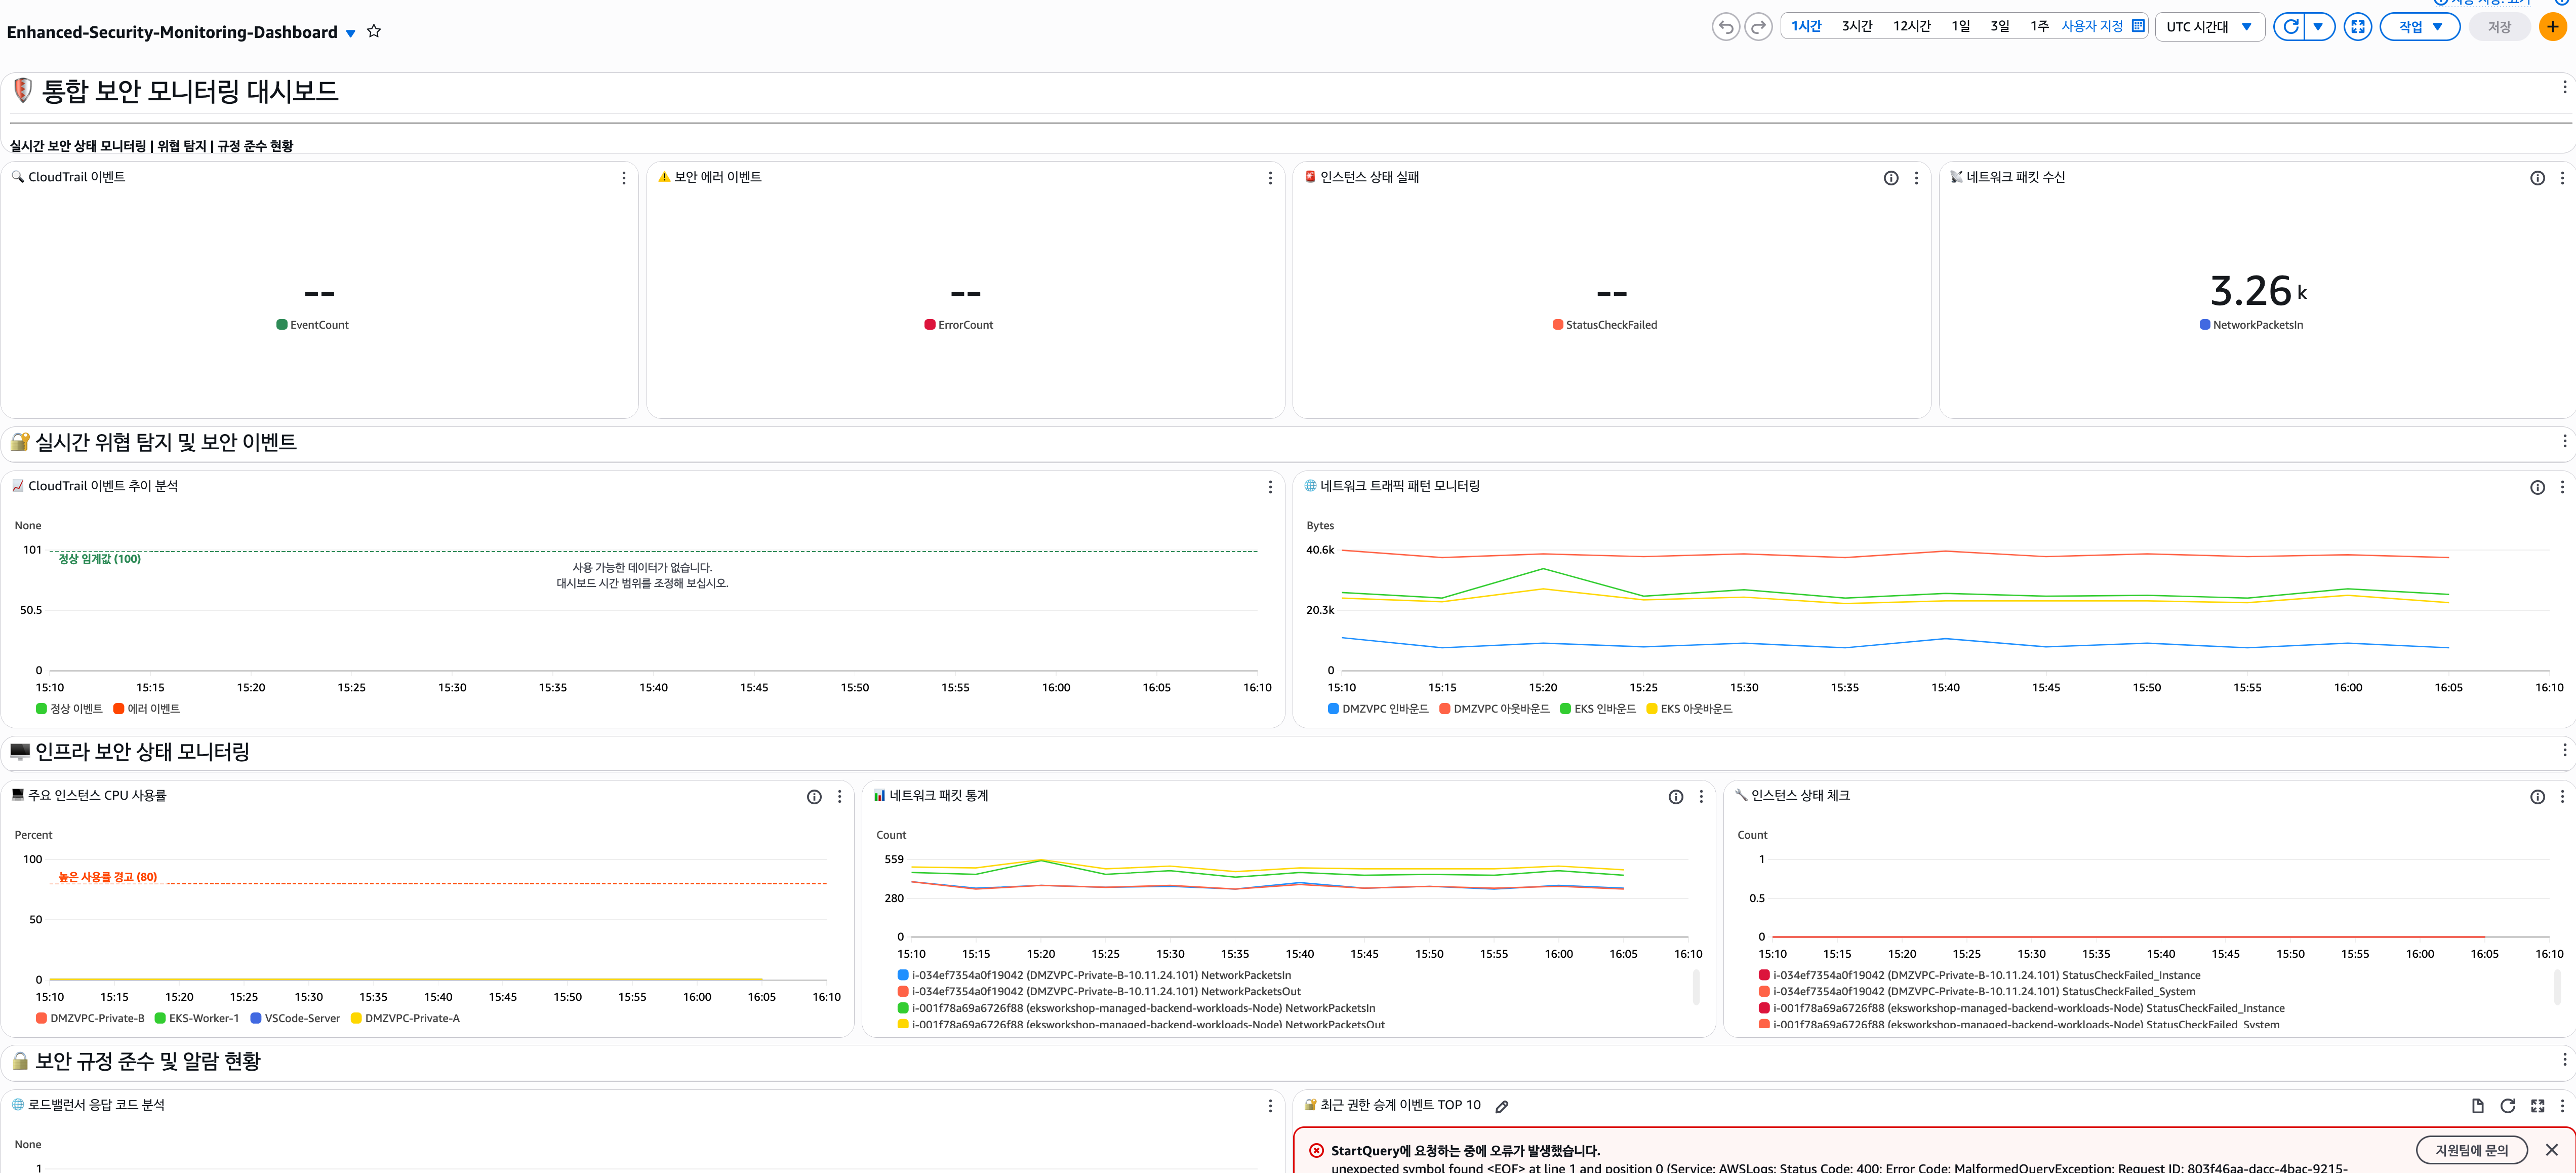 Enhanced-Security-Monitoring-Dashboard
1시간 3시간 12시간 1일 3일 1주 사용자 지정 UTC 시간대 작업 저장
통합 보안 모니터링 대시보드
실시간 보안 상태 모니터링 | 위협 탐지 | 규정 준수 현황
CloudTrail 이벤트
--
EventCount
보안 에러 이벤트
--
ErrorCount
인스턴스 상태 실패
--
StatusCheckFailed
네트워크 패킷 수신
3.26 k
NetworkPacketsIn
실시간 위협 탐지 및 보안 이벤트
CloudTrail 이벤트 추이 분석
None
101
정상 임계값 (100)
사용 가능한 데이터가 없습니다.
대시보드 시간 범위를 조정해 보십시오.
50.5
0
15:10 15:15 15:20 15:25 15:30 15:35 15:40 15:45 15:50 15:55 16:00 16:05 16:10
정상 이벤트 에러 이벤트
네트워크 트래픽 패턴 모니터링
Bytes
40.6k
20.3k
0
15:10 15:15 15:20 15:25 15:30 15:35 15:40 15:45 15:50 15:55 16:00 16:05 16:10
DMZVPC 인바운드 DMZVPC 아웃바운드 EKS 인바운드 EKS 아웃바운드
인프라 보안 상태 모니터링
주요 인스턴스 CPU 사용률
Percent
100
높은 사용률 경고 (80)
50
0
15:10 15:15 15:20 15:25 15:30 15:35 15:40 15:45 15:50 15:55 16:00 16:05 16:10
DMZVPC-Private-B EKS-Worker-1 VSCode-Server DMZVPC-Private-A
네트워크 패킷 통계
Count
559
280
0
15:10 15:15 15:20 15:25 15:30 15:35 15:40 15:45 15:50 15:55 16:00 16:05 16:10
i-034ef7354a0f19042 (DMZVPC-Private-B-10.11.24.101) NetworkPacketsIn
i-034ef7354a0f19042 (DMZVPC-Private-B-10.11.24.101) NetworkPacketsOut
i-001f78a69a6726f88 (eksworkshop-managed-backend-workloads-Node) NetworkPacketsIn
i-001f78a69a6726f88 (eksworkshop-managed-backend-workloads-Node) NetworkPacketsOut
인스턴스 상태 체크
Count
1
0.5
0
15:10 15:15 15:20 15:25 15:30 15:35 15:40 15:45 15:50 15:55 16:00 16:05 16:10
i-034ef7354a0f19042 (DMZVPC-Private-B-10.11.24.101) StatusCheckFailed_Instance
i-034ef7354a0f19042 (DMZVPC-Private-B-10.11.24.101) StatusCheckFailed_System
i-001f78a69a6726f88 (eksworkshop-managed-backend-workloads-Node) StatusCheckFailed_Instance
i-001f78a69a6726f88 (eksworkshop-managed-backend-workloads-Node) StatusCheckFailed_System
보안 규정 준수 및 알람 현황
로드밸런서 응답 코드 분석
None
1
최근 권한 승계 이벤트 TOP 10
StartQuery에 요청하는 중에 오류가 발생했습니다.
지원팀에 문의
unexpected symbol found <EOF> at line 1 and position 0 (Service: AWSLogs; Status Code: 400; Error Code: MalformedQueryException; Request ID: 803f46aa-dacc-4bac-9215-